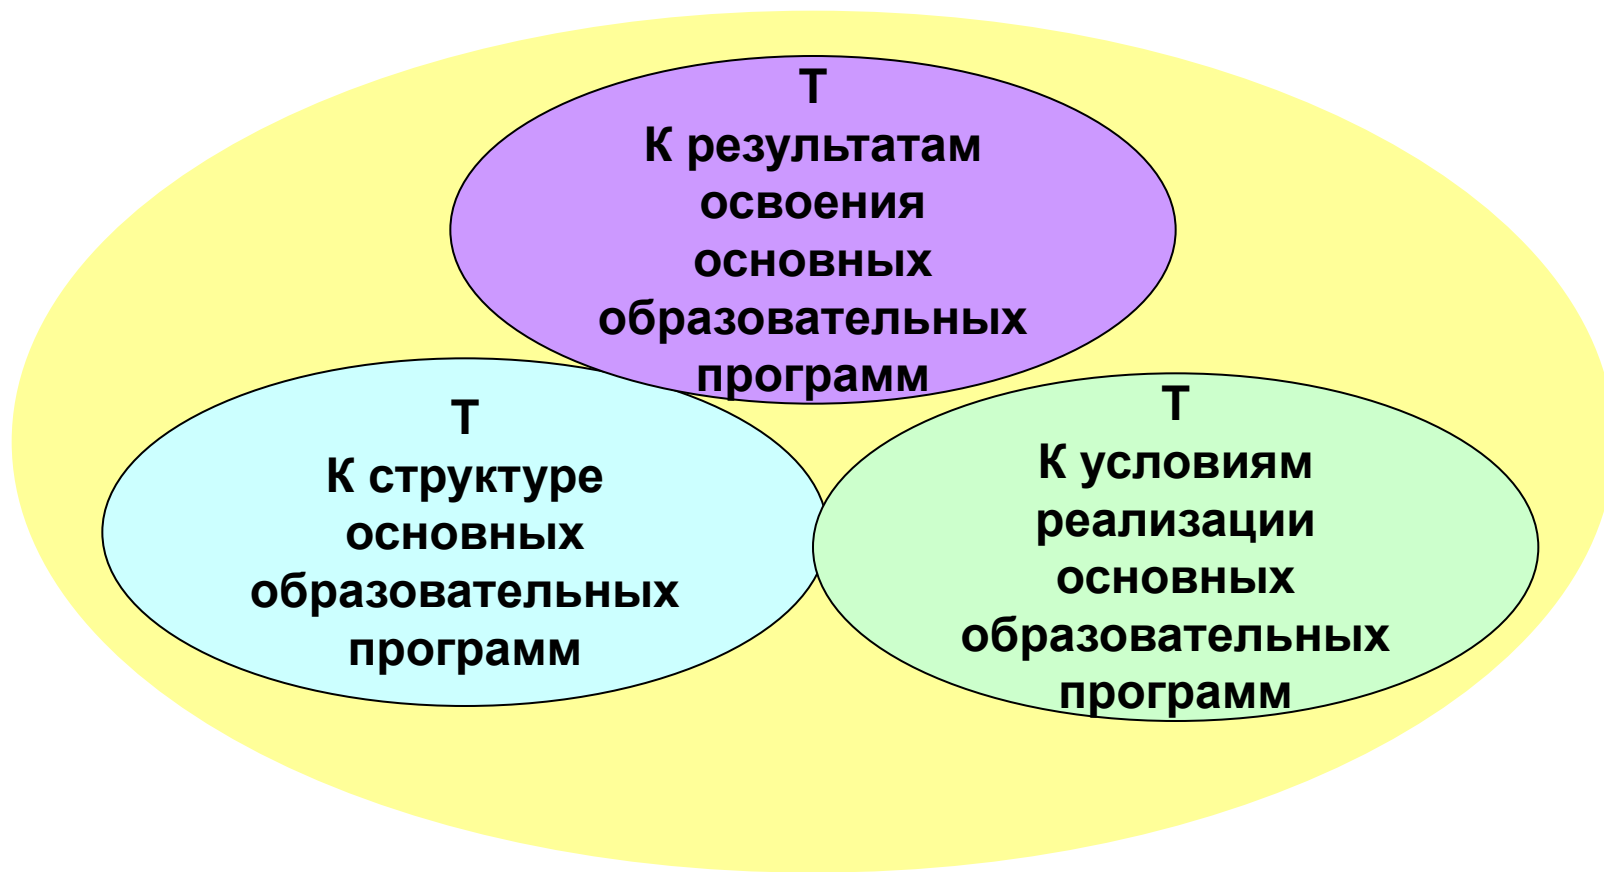 Т
К результатам
освоения
основных
образовательных
программ
Т
К структуре
основных
образовательных
программ
Т
К условиям
реализации
основных
образовательных
программ